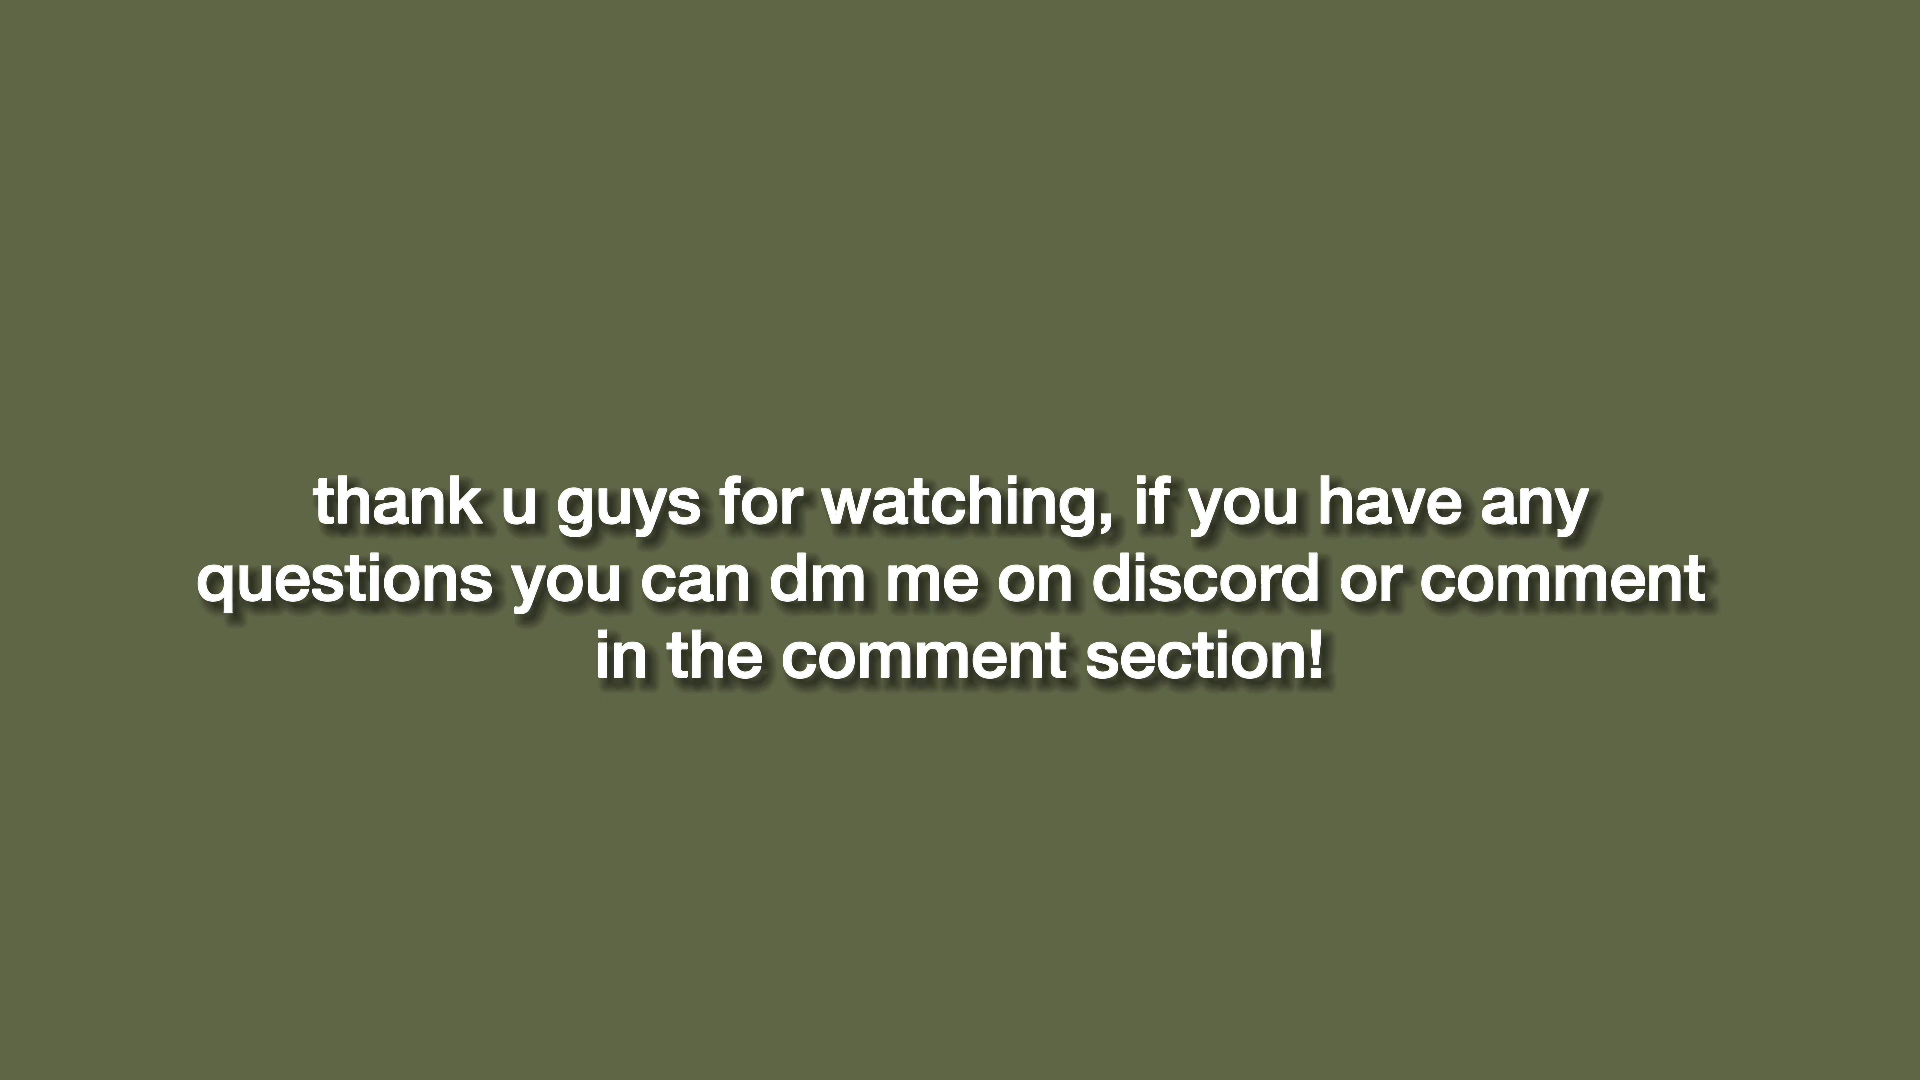 thank u guys for watching, if you have any
questions you can dm me on discord or comment
in the comment section!